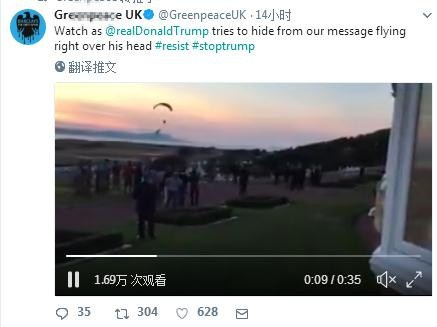 Greenpeace UK @GreenpeaceUK · 14小时
Watch as @realDonaldTrump tries to hide from our message flying
right over his head #resist #stoptrump
翻译推文
1.69万 次观看
0:09 / 0:35
35 304 628